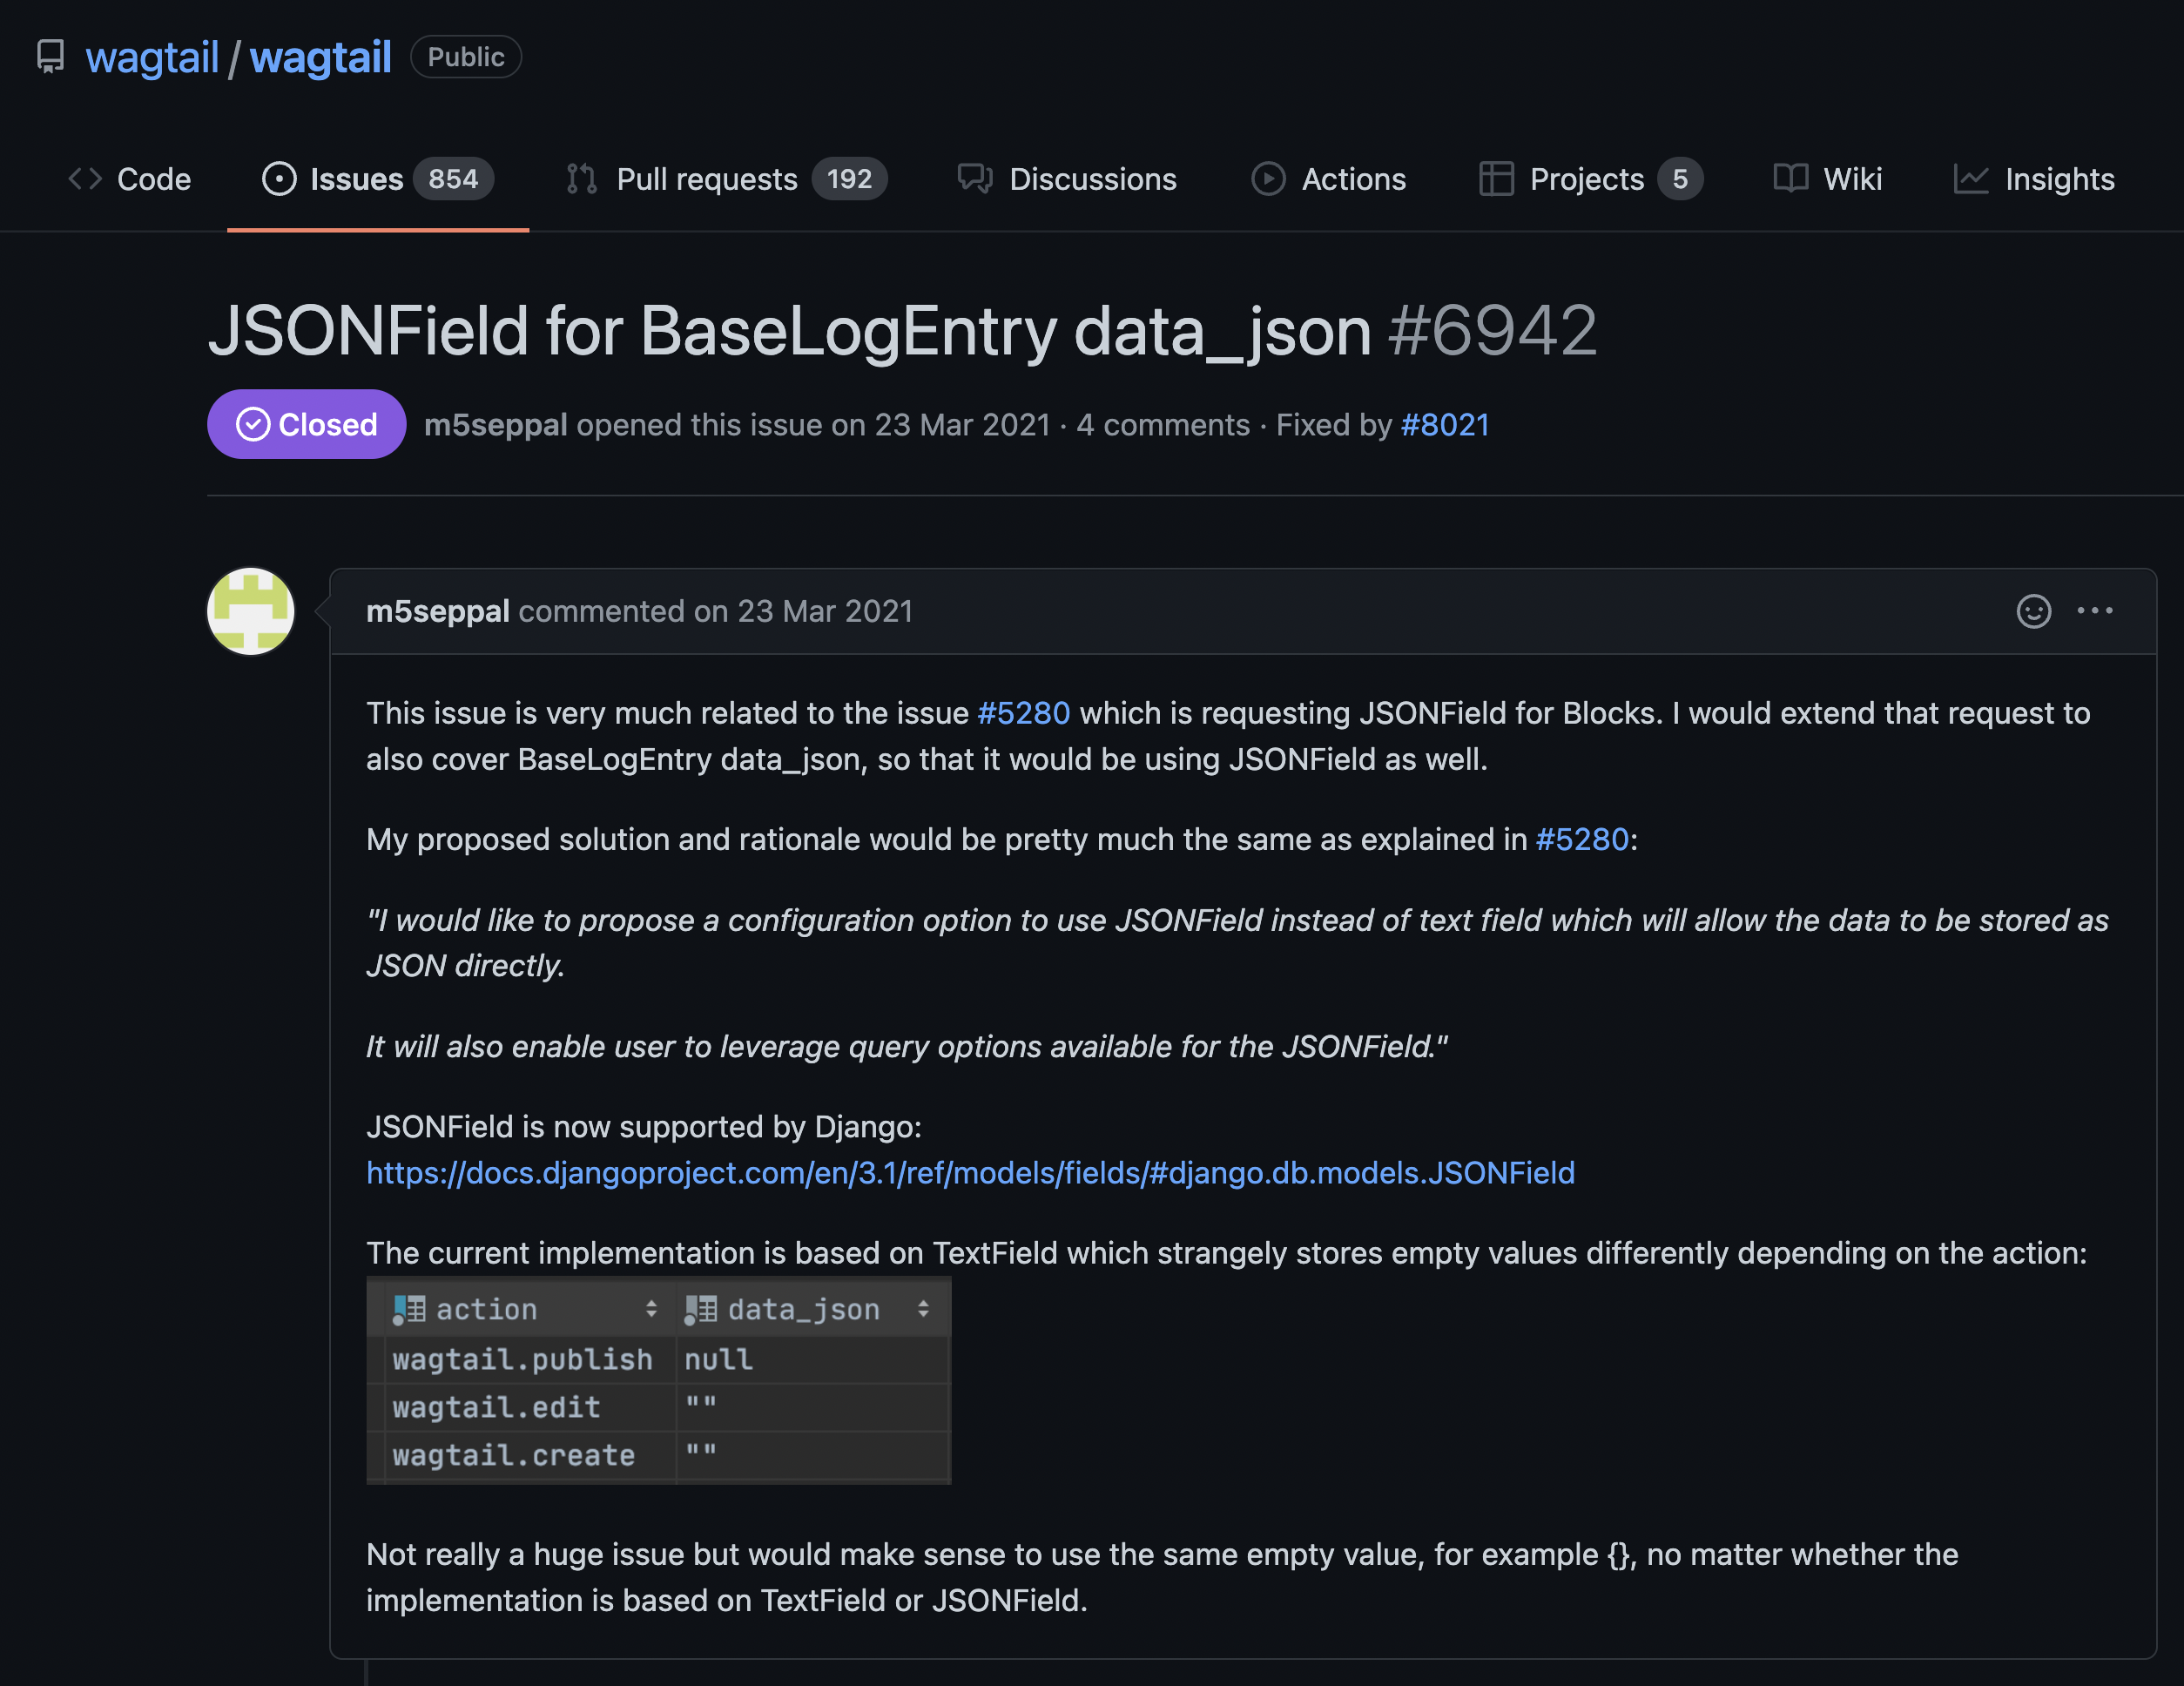 wagtail / wagtail Public
Code Issues 854 Pull requests 192 Discussions Actions Projects 5 Wiki Insights
JSONField for BaseLogEntry data_json #6942
Closed m5seppal opened this issue on 23 Mar 2021 · 4 comments · Fixed by #8021
m5seppal commented on 23 Mar 2021
This issue is very much related to the issue #5280 which is requesting JSONField for Blocks. I would extend that request to
also cover BaseLogEntry data_json, so that it would be using JSONField as well.
My proposed solution and rationale would be pretty much the same as explained in #5280:
"I would like to propose a configuration option to use JSONField instead of text field which will allow the data to be stored as
JSON directly.
It will also enable user to leverage query options available for the JSONField."
JSONField is now supported by Django:
https://docs.djangoproject.com/en/3.1/ref/models/fields/#django.db.models.JSONField
The current implementation is based on TextField which strangely stores empty values differently depending on the action:
action data_json
wagtail.publish null
wagtail.edit ""
wagtail.create ""
Not really a huge issue but would make sense to use the same empty value, for example {}, no matter whether the
implementation is based on TextField or JSONField.